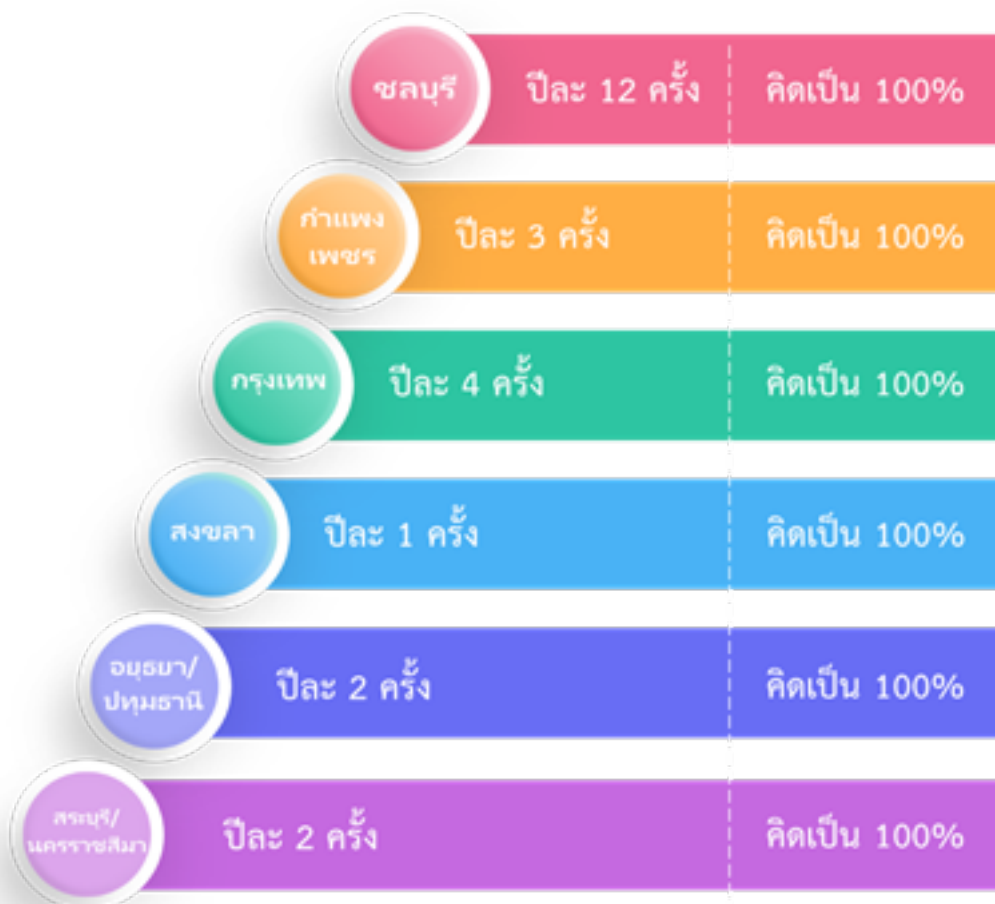 ชลบุรี ปีละ 12 ครั้ง คิดเป็น 100%
กำแพง
เพชร
ปีละ 3 ครั้ง คิดเป็น 100%
กรุงเทพ ปีละ 4 ครั้ง คิดเป็น 100%
สงขลา ปีละ 1 ครั้ง คิดเป็น 100%
อยุธยา/
ปทุมธานี
ปีละ 2 ครั้ง คิดเป็น 100%
สระบุรี/
นครราชสีมา
ปีละ 2 ครั้ง คิดเป็น 100%